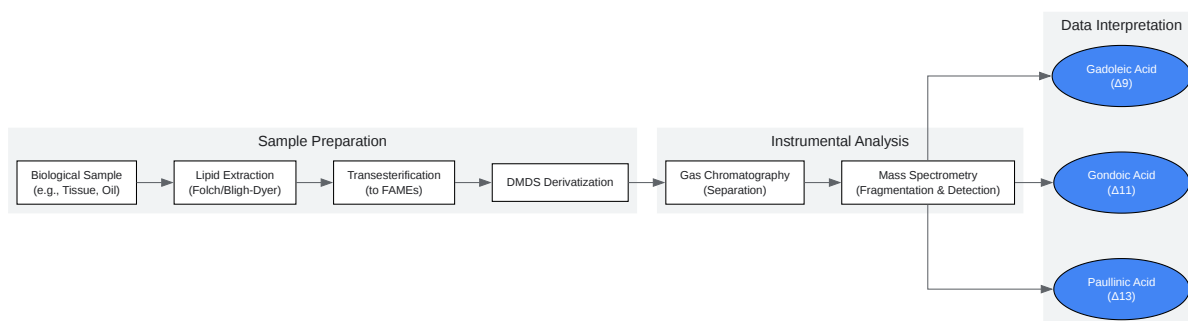 Data Interpretation
Gadoleic Acid
(Δ9)
Sample Preparation
Instrumental Analysis
Biological Sample
(e.g., Tissue, Oil)
Lipid Extraction
(Folch/Bligh-Dyer)
Transesterification
(to FAMEs)
DMDS Derivatization
Gas Chromatography
(Separation)
Mass Spectrometry
(Fragmentation & Detection)
Gondoic Acid
(Δ11)
Paullinic Acid
(Δ13)